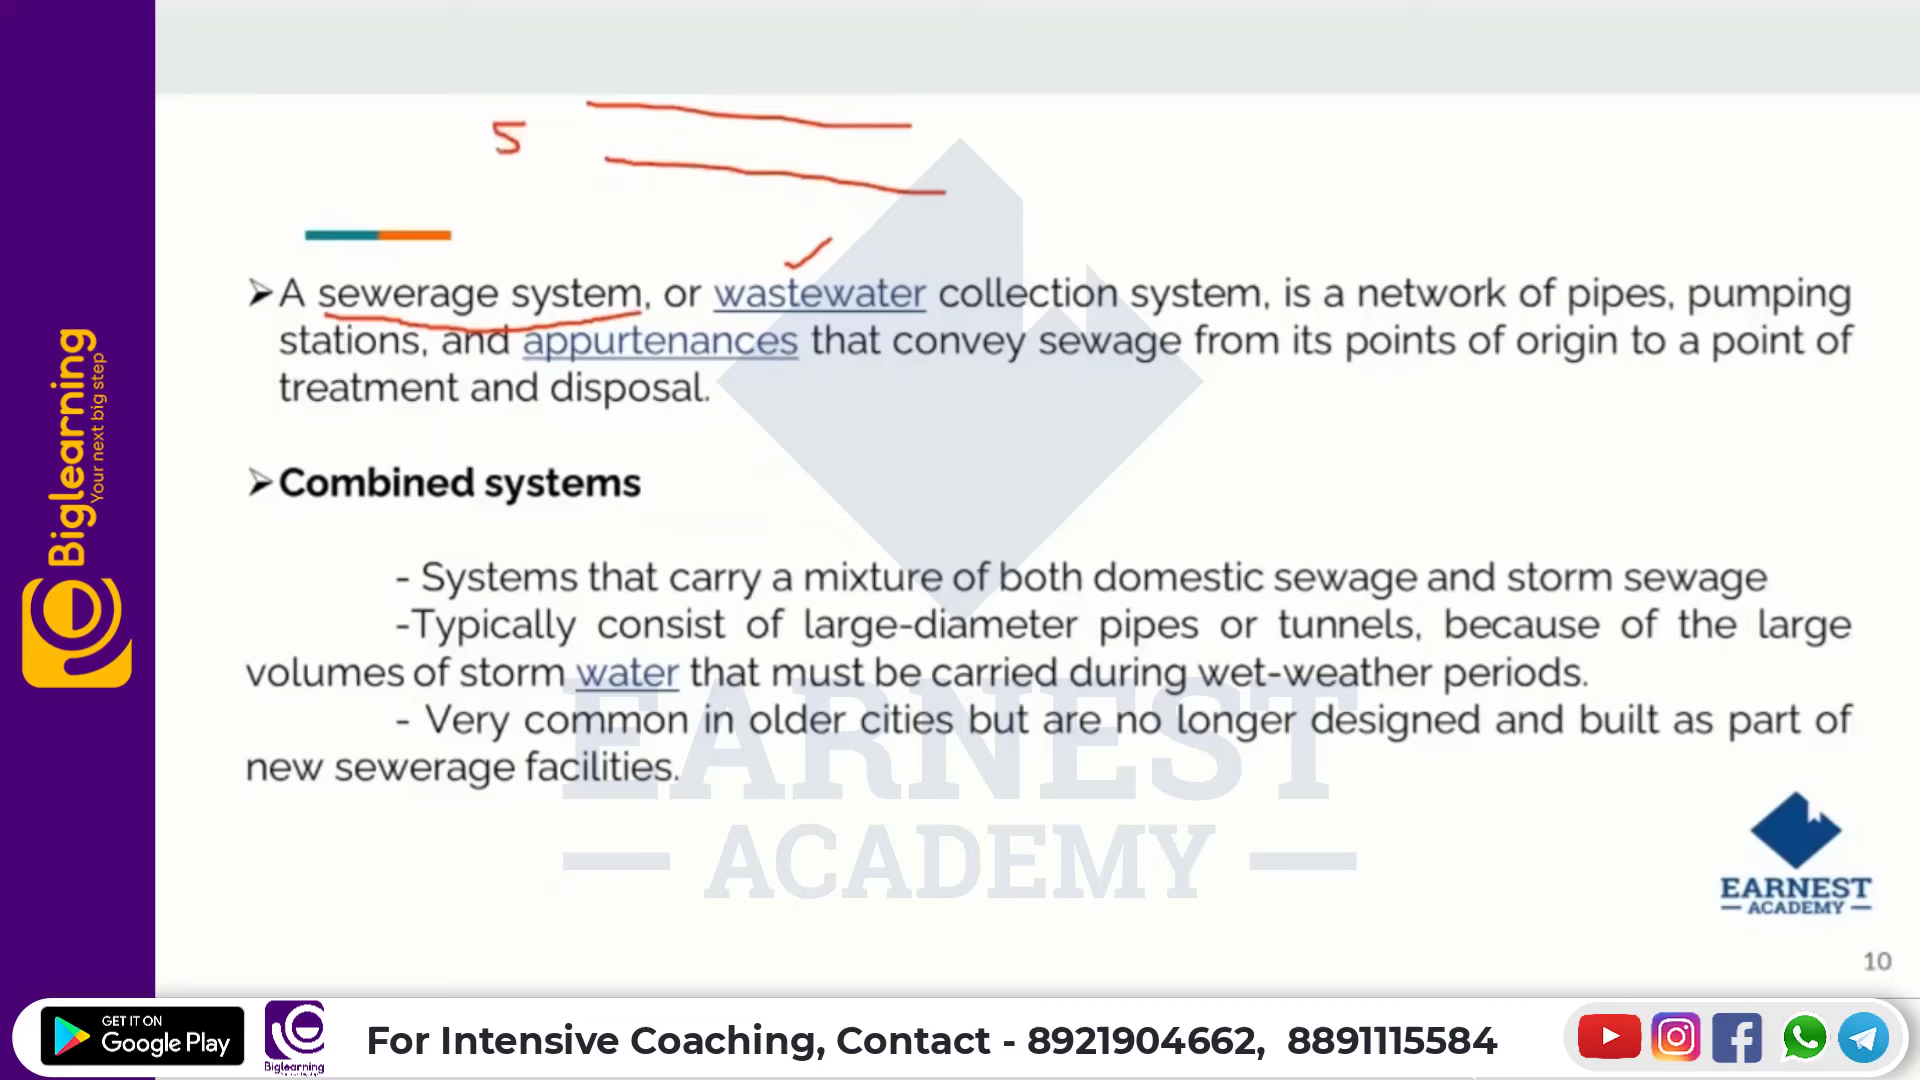 5
➢A sewerage system, or wastewater collection system, is a network of pipes, pumping
stations, and appurtenances that convey sewage from its points of origin to a point of
treatment and disposal.
➢Combined systems
- Systems that carry a mixture of both domestic sewage and storm sewage
-Typically consist of large-diameter pipes or tunnels, because of the large
volumes of storm water that must be carried during wet-weather periods.
- Very common in older cities but are no longer designed and built as part of
new sewerage facilities.
EARNEST
ACADEMY
EARNEST
ACADEMY
10
Biglearning
Your next big step
GET IT ON
Google Play
Biglearning
For Intensive Coaching, Contact - 8921904662, 8891115584